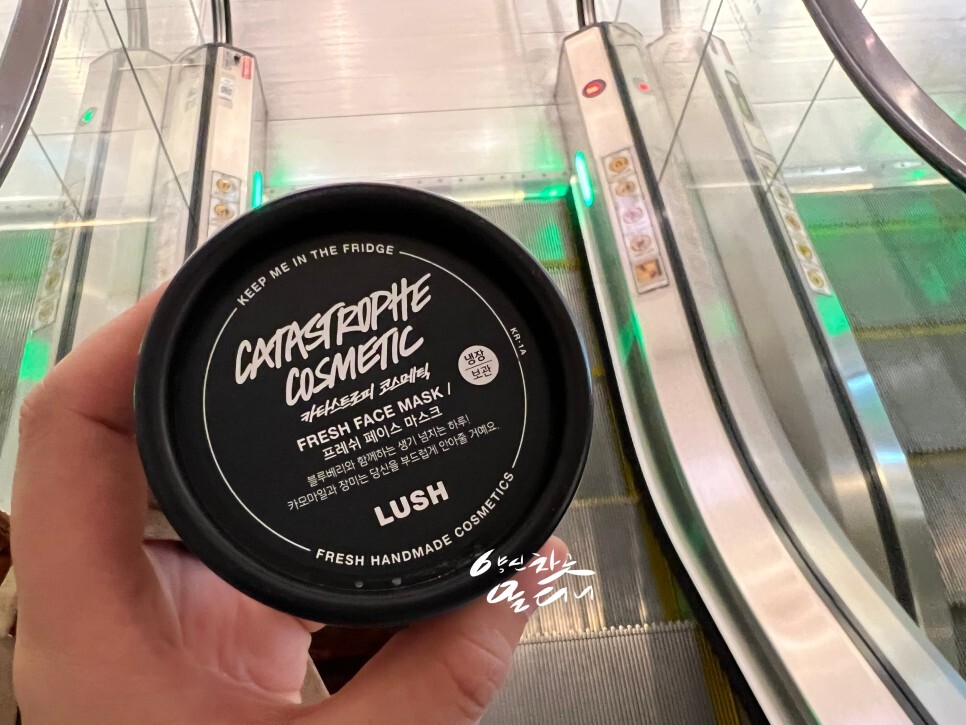 KEEP ME IN THE FRIDGE
CATASTROPHE
COSMETIC
카타스트로피 코스메틱
FRESH FACE MASK /
프레쉬 페이스 마스크
블루베리와 함께하는 생기 넘치는 하루!
카모마일과 장미는 당신을 부드럽게 안아줄 거예요.
LUSH
FRESH HANDMADE COSMETICS
KR-1A
냉장
보관